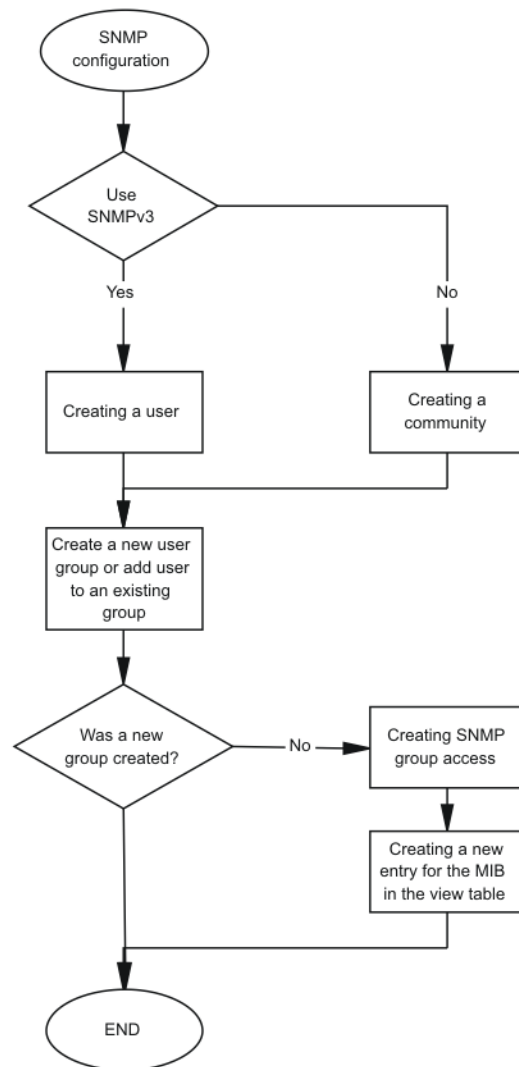 SNMP
configuration
Use
SNMPv3
Yes
No
Creating a user
Creating a
community
Create a new user
group or add user
to an existing
group
Was a new
group created?
No
Creating SNMP
group access
Creating a new
entry for the MIB
in the view table
END